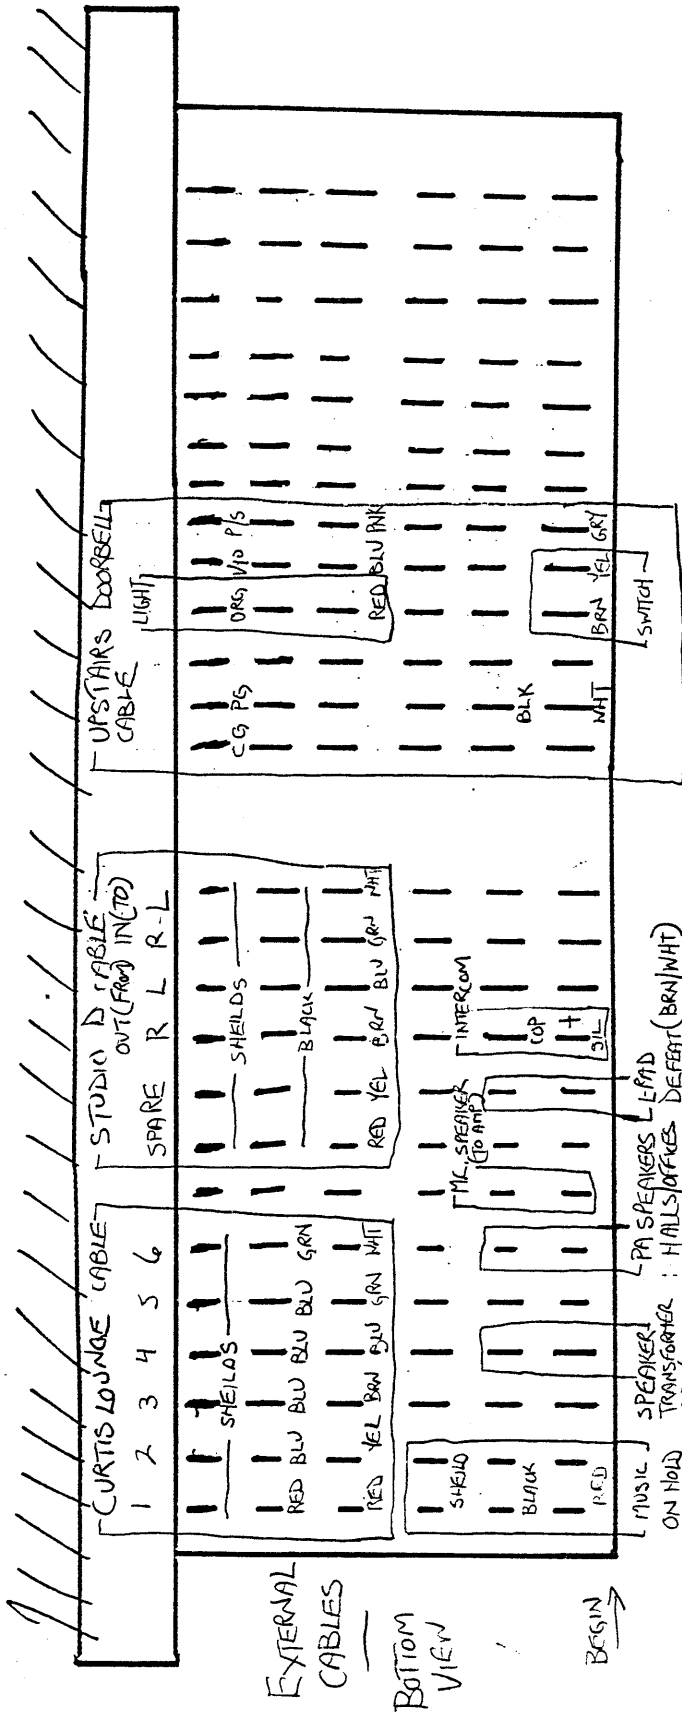 EXTERNAL
CABLES
BOTTOM
VIEW
BEGIN
CURTIS LOUNGE CABLE
1 2 3 4 5 6
SHEILDS
RED BLU BLU BLU BLU GRN
RED YEL BRN BLU GRN WHT
STUDIO D CABLE
OUT (FROM) IN (TO)
SPARE R L R-L
SHEILDS
BLACK
RED YEL BRN BLU GRN WHT
UPSTAIRS DOORBELL
CABLE
LIGHT
CG PG ORG VIO P/S
RED BLU PNK
BLK
WHT
BRN YEL GRY
SWITCH
SHEILD
BLACK
RED
MUSIC
ON HOLD
SPEAKER
TRANSFORMER
PA SPEAKERS
: HALLS/OFFICES
L-PAD
DEFEAT (BRN/WHT)
SPEAKER
(TO AMP)
INTERCOM
COP
+
SIL